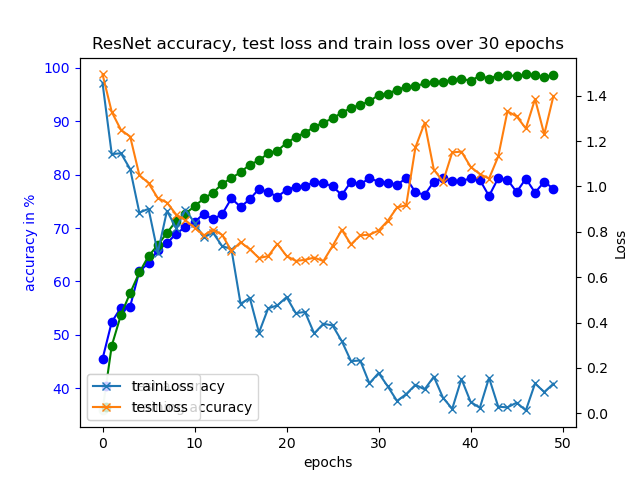 ResNet accuracy, test loss and train loss over 30 epochs
100
90
80
70
60
50
40
accuracy in %
1.4
1.2
1.0
0.8
0.6
0.4
0.2
0.0
Loss
trainLoss
testLoss accuracy
0 10 20 30 40 50
epochs